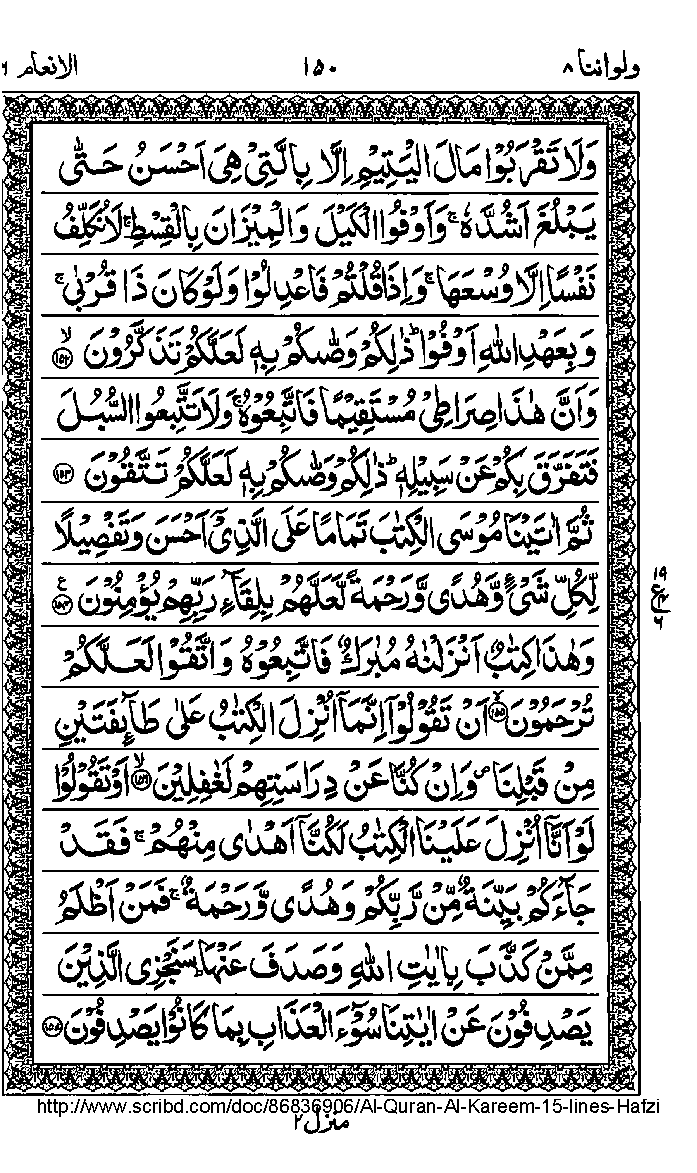 ولواننا ٨
١٥٠
الانعام ٦
وَلَا تَقْرَبُوْا مَالَ الْيَتِيْمِ اِلَّا بِالَّتِيْ هِيَ اَحْسَنُ حَتّٰى
يَبْلُغَ اَشُدَّهٗ ۚ وَاَوْفُوا الْكَيْلَ وَالْمِيْزَانَ بِالْقِسْطِ ۚ لَا نُكَلِّفُ
نَفْسًا اِلَّا وُسْعَهَا ۚ وَاِذَا قُلْتُمْ فَاعْدِلُوْا وَلَوْ كَانَ ذَا قُرْبٰى ۚ
وَبِعَهْدِ اللّٰهِ اَوْفُوْا ؕ ذٰلِكُمْ وَصّٰىكُمْ بِهٖ لَعَلَّكُمْ تَذَكَّرُوْنَ ۙ ﴿١٥٢﴾
وَاَنَّ هٰذَا صِرَاطِيْ مُسْتَقِيْمًا فَاتَّبِعُوْهُ ۚ وَلَا تَتَّبِعُوا السُّبُلَ
فَتَفَرَّقَ بِكُمْ عَنْ سَبِيْلِهٖ ؕ ذٰلِكُمْ وَصّٰىكُمْ بِهٖ لَعَلَّكُمْ تَتَّقُوْنَ ﴿١٥٣﴾
ثُمَّ اٰتَيْنَا مُوْسَى الْكِتٰبَ تَمَامًا عَلَى الَّذِيْۤ اَحْسَنَ وَتَفْصِيْلًا
لِّكُلِّ شَيْءٍ وَّهُدًى وَّرَحْمَةً لَّعَلَّهُمْ بِلِقَآءِ رَبِّهِمْ يُؤْمِنُوْنَ ﴿١٥٤﴾ ع
١٩
ع
٦
وَهٰذَا كِتٰبٌ اَنْزَلْنٰهُ مُبٰرَكٌ فَاتَّبِعُوْهُ وَاتَّقُوْا لَعَلَّكُمْ
تُرْحَمُوْنَ ۙ ﴿١٥٥﴾ اَنْ تَقُوْلُوْۤا اِنَّمَاۤ اُنْزِلَ الْكِتٰبُ عَلٰى طَآئِفَتَيْنِ
مِنْ قَبْلِنَا ۪ وَاِنْ كُنَّا عَنْ دِرَاسَتِهِمْ لَغٰفِلِيْنَ ۙ ﴿١٥٦﴾ اَوْ تَقُوْلُوْا
لَوْ اَنَّاۤ اُنْزِلَ عَلَيْنَا الْكِتٰبُ لَكُنَّاۤ اَهْدٰى مِنْهُمْ ۚ فَقَدْ
جَآءَكُمْ بَيِّنَةٌ مِّنْ رَّبِّكُمْ وَهُدًى وَّرَحْمَةٌ ۚ فَمَنْ اَظْلَمُ
مِمَّنْ كَذَّبَ بِاٰيٰتِ اللّٰهِ وَصَدَفَ عَنْهَا ؕ سَنَجْزِي الَّذِيْنَ
يَصْدِفُوْنَ عَنْ اٰيٰتِنَا سُوْٓءَ الْعَذَابِ بِمَا كَانُوْا يَصْدِفُوْنَ ﴿١٥٨﴾
http://www.scribd.com/doc/86836906/Al-Quran-Al-Kareem-15-lines-Hafzi
منزل ٢